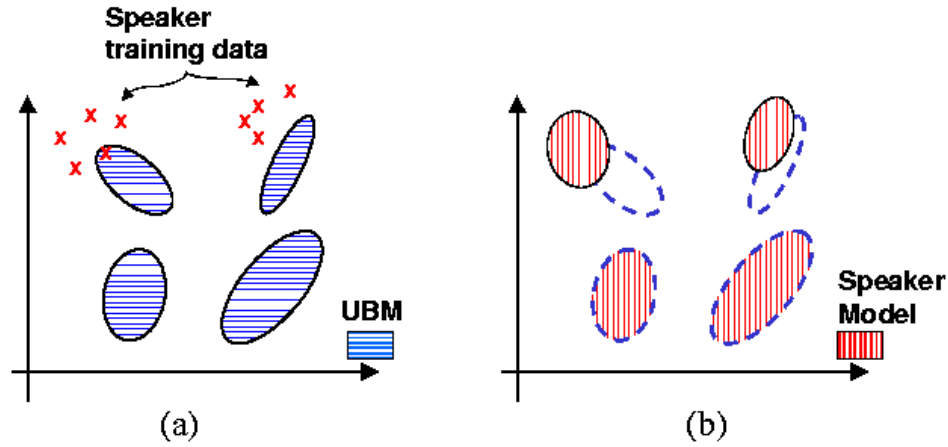 Speaker
training data
x x x x x x
x x x x
UBM
(a)
Speaker
Model
(b)